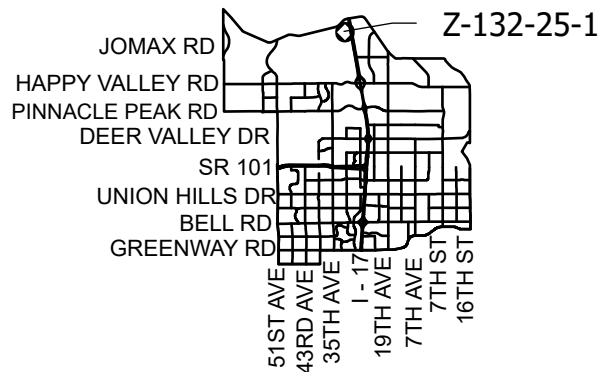 Z-132-25-1
JOMAX RD
HAPPY VALLEY RD
PINNACLE PEAK RD
DEER VALLEY DR
SR 101
UNION HILLS DR
BELL RD
GREENWAY RD
51ST AVE
43RD AVE
35TH AVE
I - 17
19TH AVE
7TH AVE
7TH ST
16TH ST